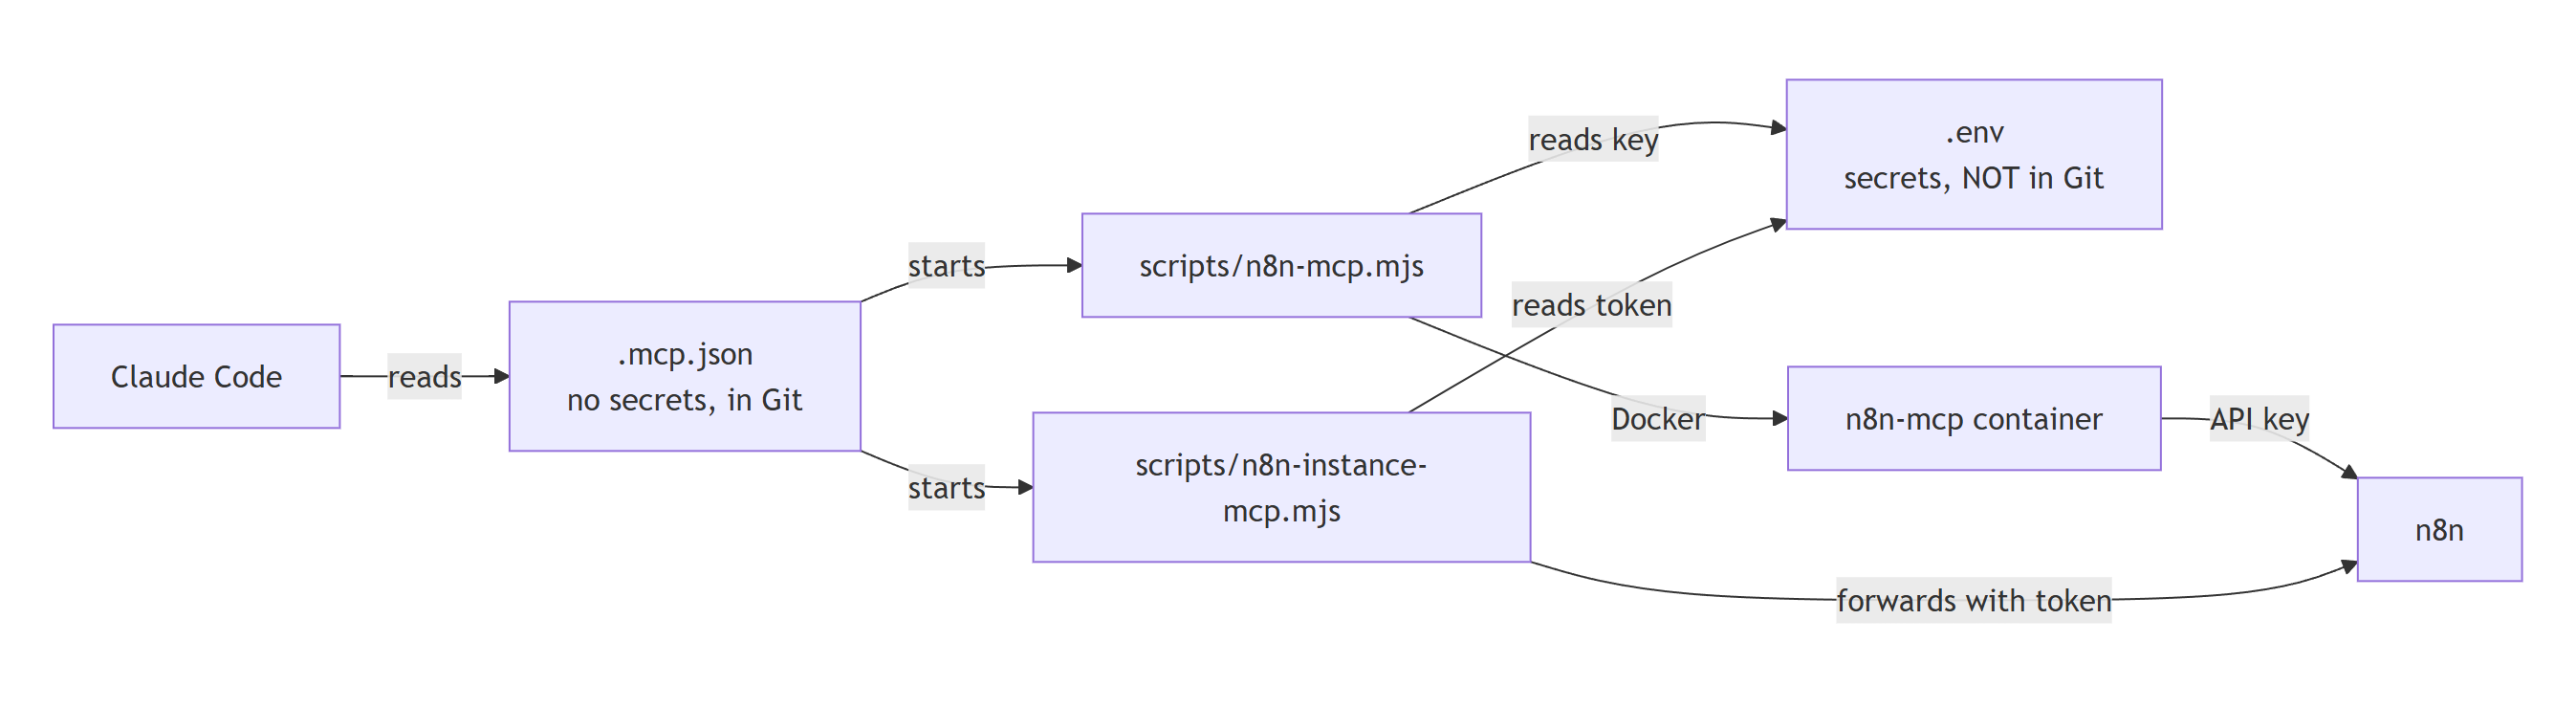 Claude Code
reads
.mcp.json
no secrets, in Git
starts
starts
scripts/n8n-mcp.mjs
scripts/n8n-instance-
mcp.mjs
reads key
reads token
Docker
.env
secrets, NOT in Git
n8n-mcp container
API key
forwards with token
n8n